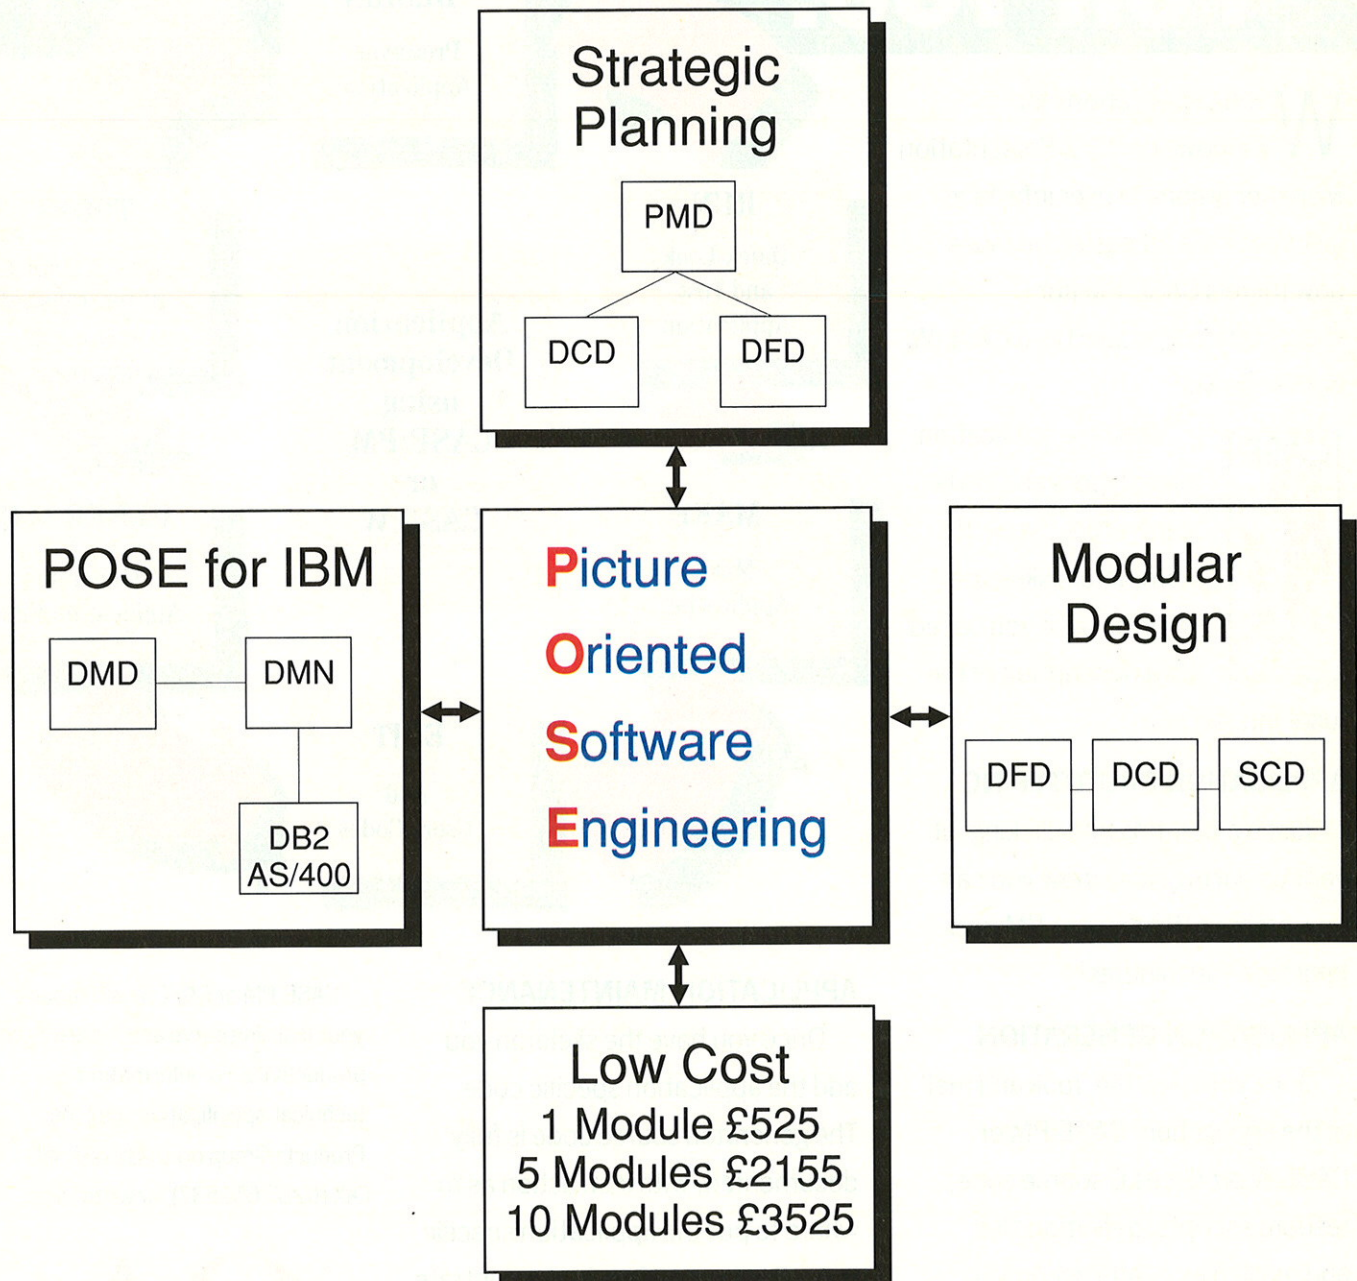 Strategic
Planning
PMD
DCD DFD
POSE for IBM
DMD DMN
DB2
AS/400
Picture
Oriented
Software
Engineering
Modular
Design
DFD DCD SCD
Low Cost
1 Module £525
5 Modules £2155
10 Modules £3525